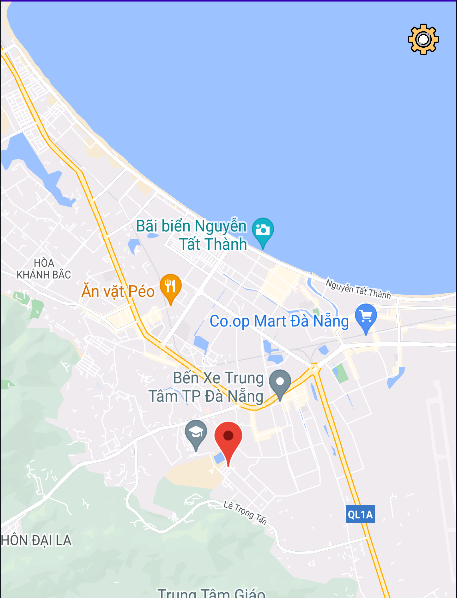 Bãi biển Nguyễn
Tất Thành
HÒA
KHÁNH BẮC
Ăn vặt Péo
Nguyễn Tất Thành
Co.op Mart Đà Nẵng
Bến Xe Trung
Tâm TP Đà Nẵng
Lê Trọng Tấn
QL1A
HÔN ĐẠI LA
Trung Tâm Giáo